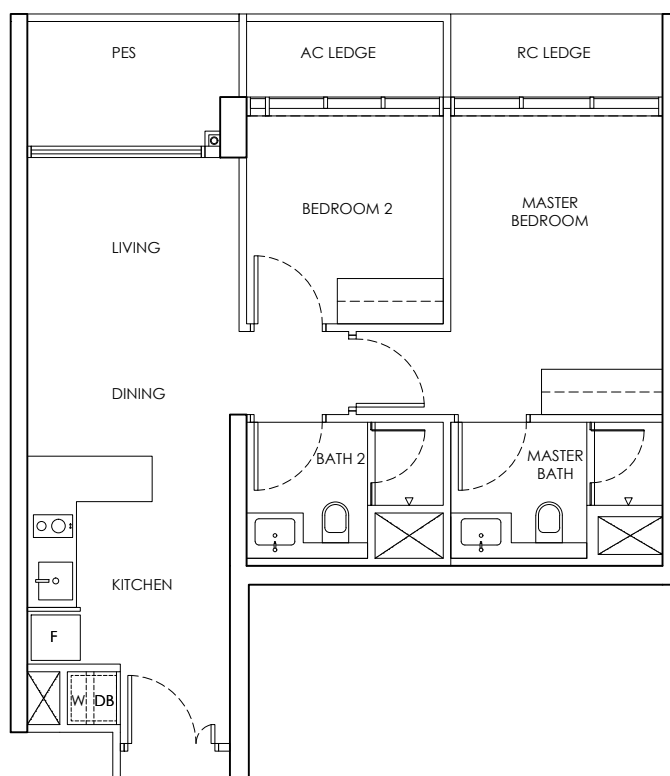 PES
AC LEDGE
RC LEDGE
BEDROOM 2
MASTER
BEDROOM
LIVING
DINING
BATH 2
MASTER
BATH
KITCHEN
F
W
DB